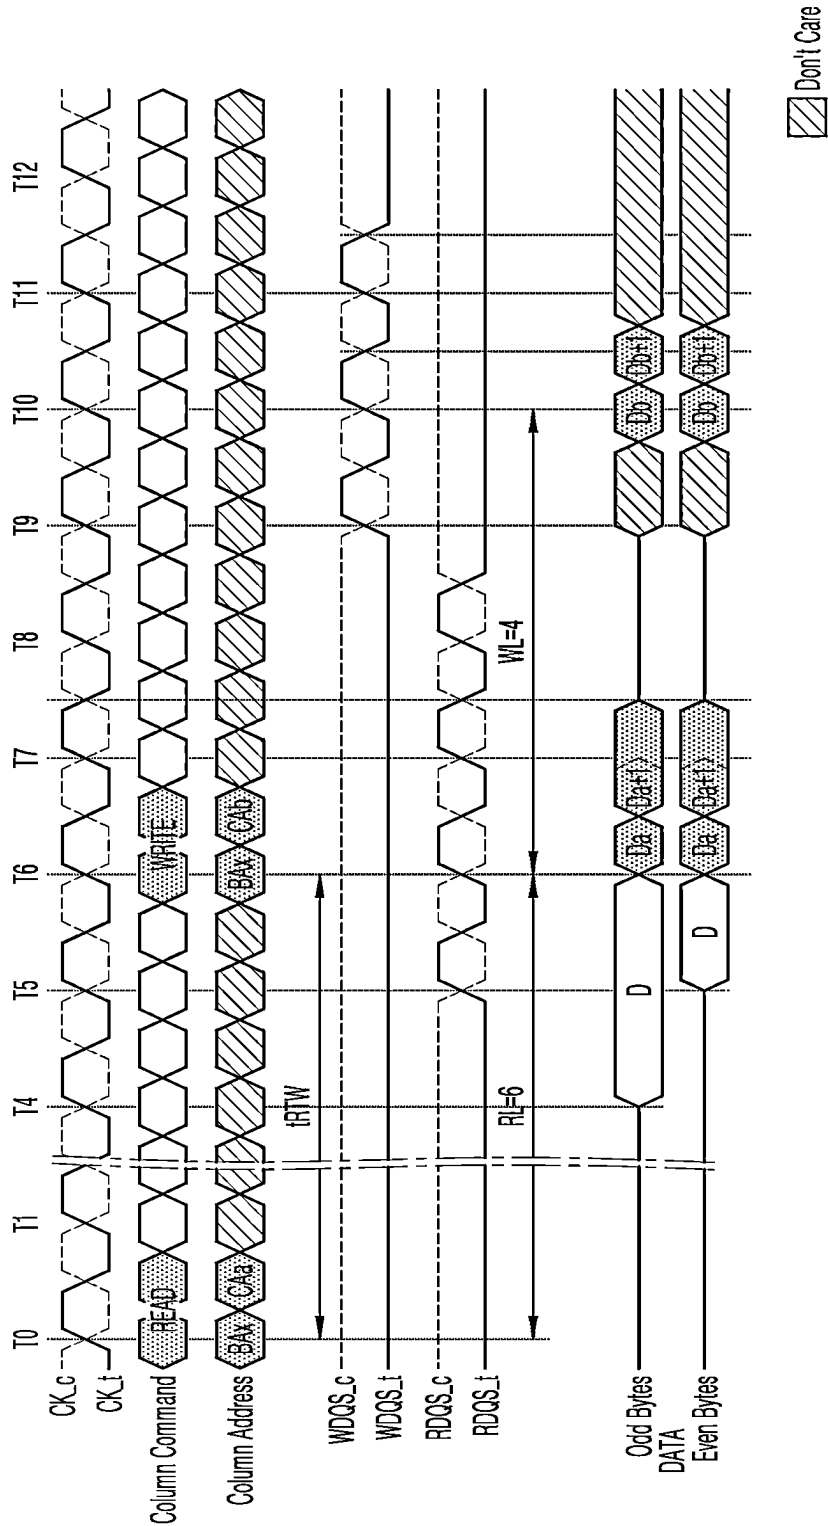 T0 T1 T4 T5 T6 T7 T8 T9 T10 T11 T12
CK_c
CK_t
Column Command READ WRITE
Column Address BAx CAa BAx CAb
tRTW
WDQS_c
WDQS_t
RDQS_c
RDQS_t
RL=6 WL=4
Odd Bytes D Da Da+1 Db Db+1
DATA
Even Bytes D Da Da+1 Db Db+1
Don't Care